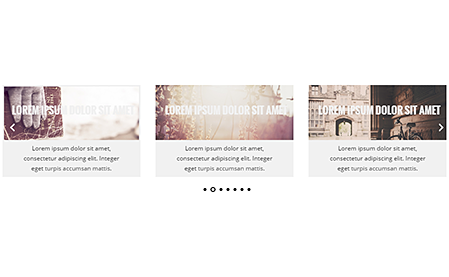 LOREM IPSUM DOLOR SIT AMET
Lorem ipsum dolor sit amet,
consectetur adipiscing elit. Integer
eget turpis accumsan mattis.
LOREM IPSUM DOLOR SIT AMET
Lorem ipsum dolor sit amet,
consectetur adipiscing elit. Integer
eget turpis accumsan mattis.
LOREM IPSUM DOLOR SIT AMET
Lorem ipsum dolor sit amet,
consectetur adipiscing elit. Integer
eget turpis accumsan mattis.